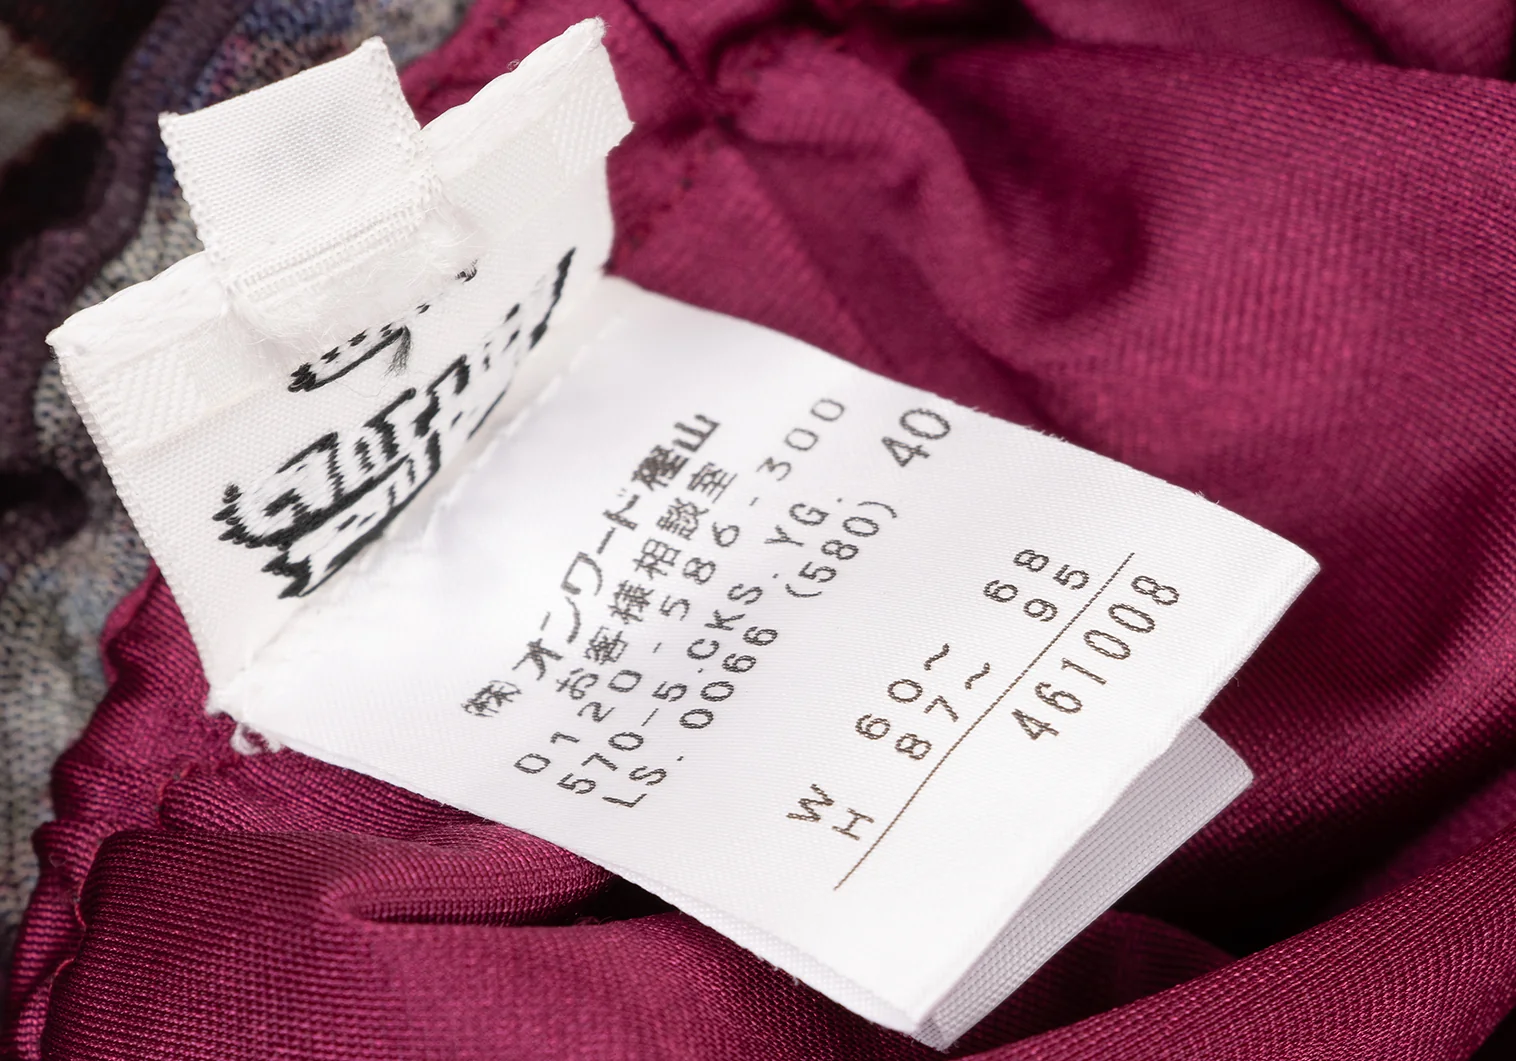 ㈱オンワード樫山
お客様相談室
0120-586-300
570-5.CKS.YG.
LS.0066 (580)
40
W 60〜68
H 87〜95
461008